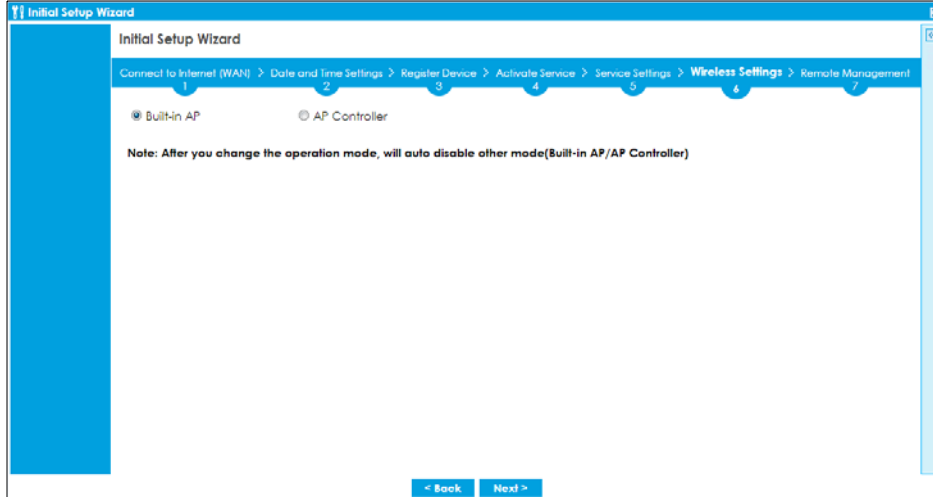 Initial Setup Wizard
Initial Setup Wizard
Connect to Internet (WAN) > Date and Time Settings > Register Device > Activate Service > Service Settings > Wireless Settings > Remote Management
1 2 3 4 5 6 7
Built-in AP AP Controller
Note: After you change the operation mode, will auto disable other mode(Built-in AP/AP Controller)
< Back Next >